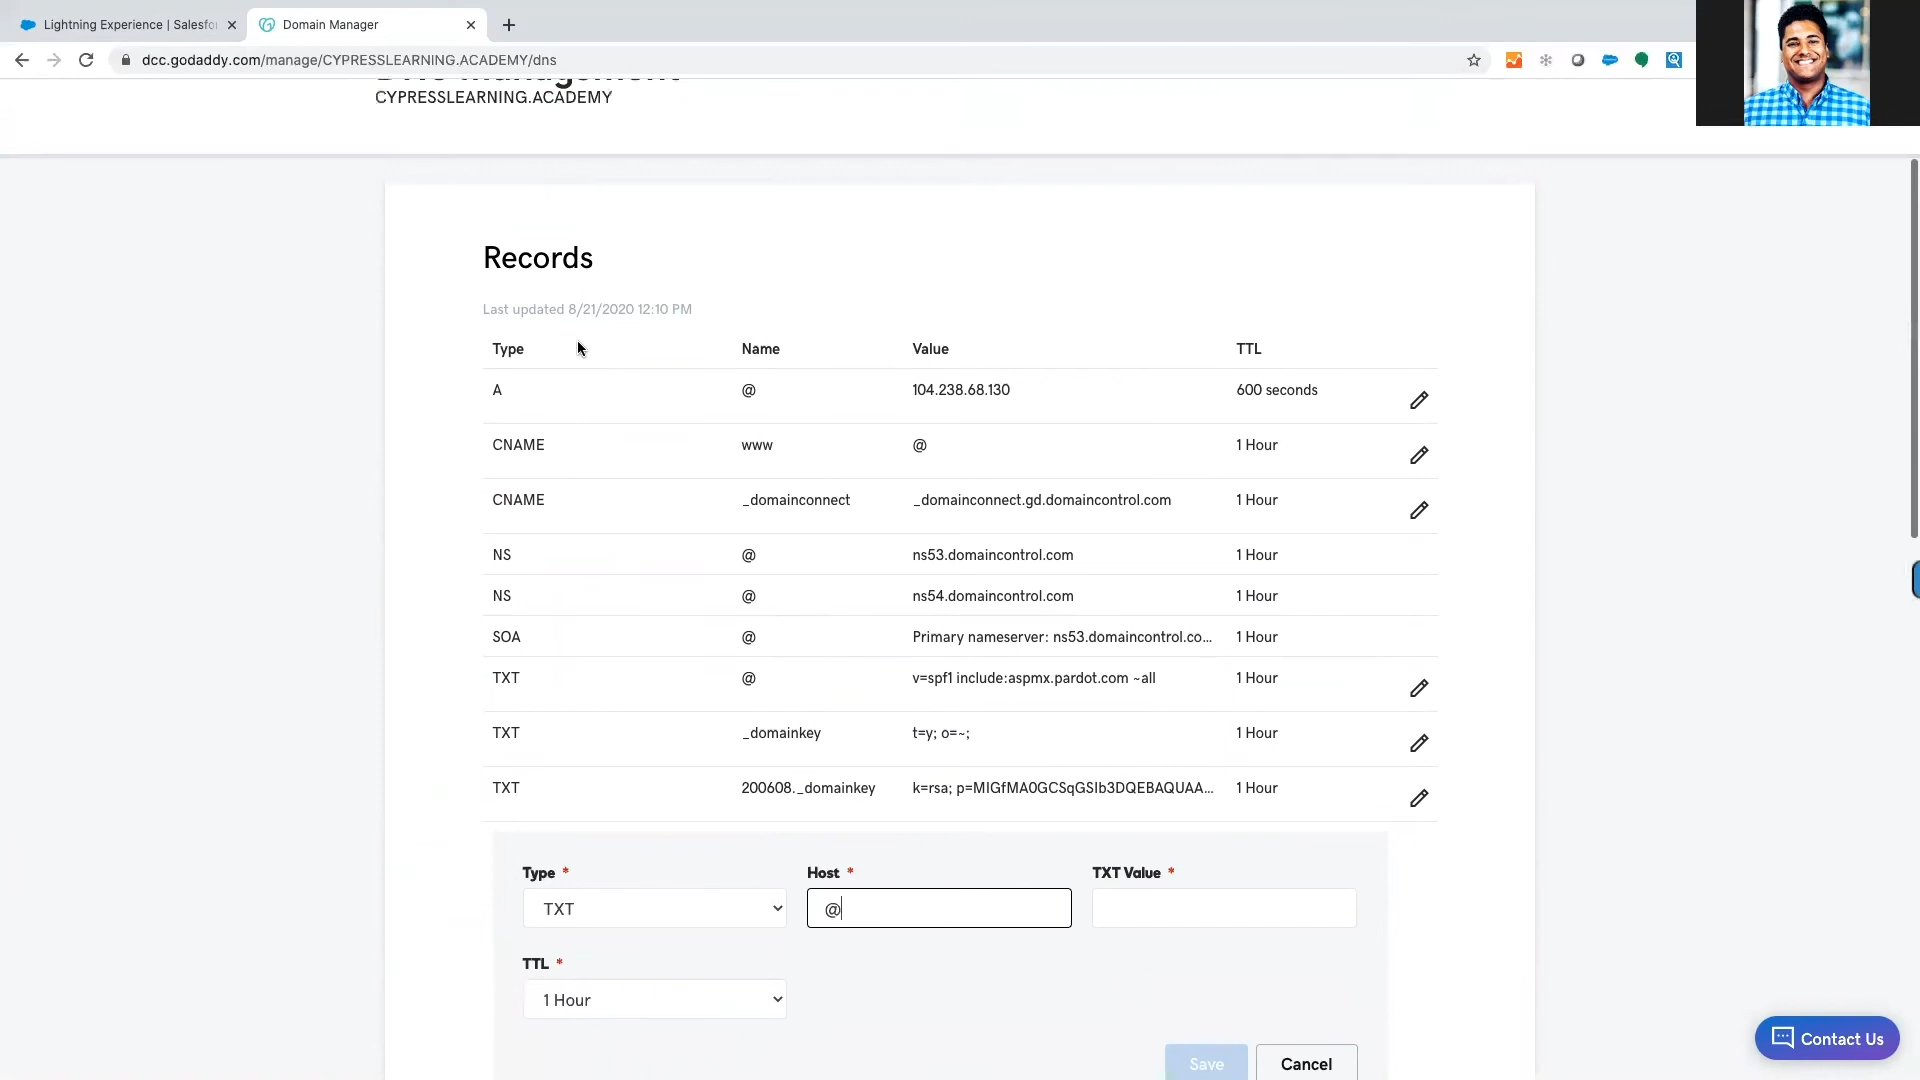 Lightning Experience | Salesfo
Domain Manager
dcc.godaddy.com/manage/CYPRESSLEARNING.ACADEMY/dns
CYPRESSLEARNING.ACADEMY
Records
Last updated 8/21/2020 12:10 PM
Type Name Value TTL
A @ 104.238.68.130 600 seconds
CNAME www @ 1 Hour
CNAME _domainconnect _domainconnect.gd.domaincontrol.com 1 Hour
NS @ ns53.domaincontrol.com 1 Hour
NS @ ns54.domaincontrol.com 1 Hour
SOA @ Primary nameserver: ns53.domaincontrol.co... 1 Hour
TXT @ v=spf1 include:aspmx.pardot.com ~all 1 Hour
TXT _domainkey t=y; o=~; 1 Hour
TXT 200608._domainkey k=rsa; p=MIGfMA0GCSqGSIb3DQEBAQUAA... 1 Hour
Type * Host * TXT Value *
TXT @
TTL *
1 Hour
Save Cancel
Contact Us